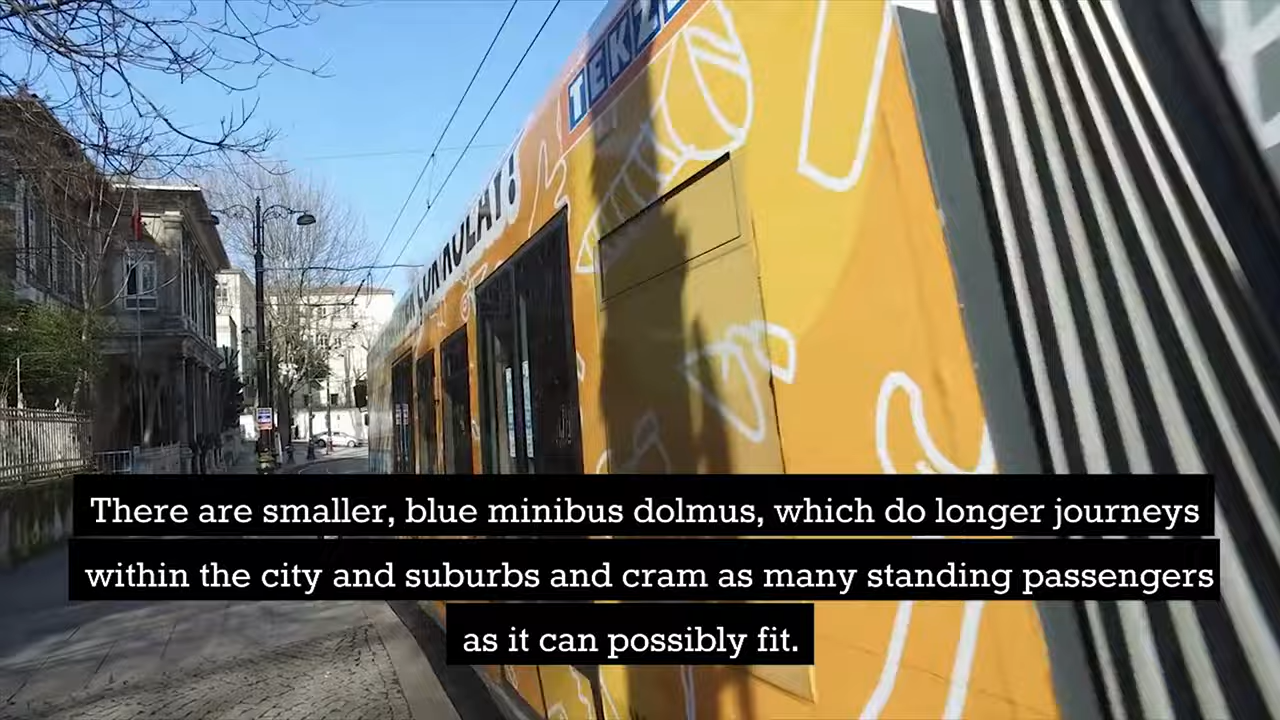 TEKZ
There are smaller, blue minibus dolmus, which do longer journeys
within the city and suburbs and cram as many standing passengers
as it can possibly fit.